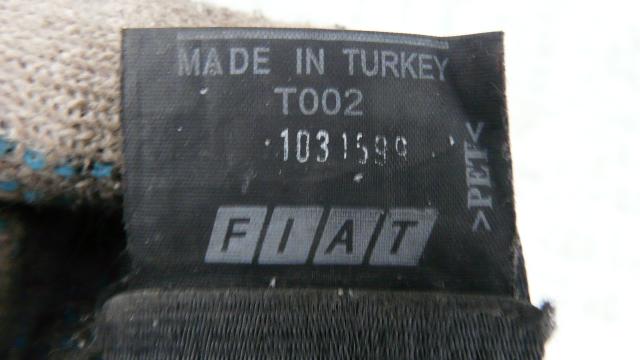 MADE IN TURKEY
T002
1031599
>PET<
FIAT